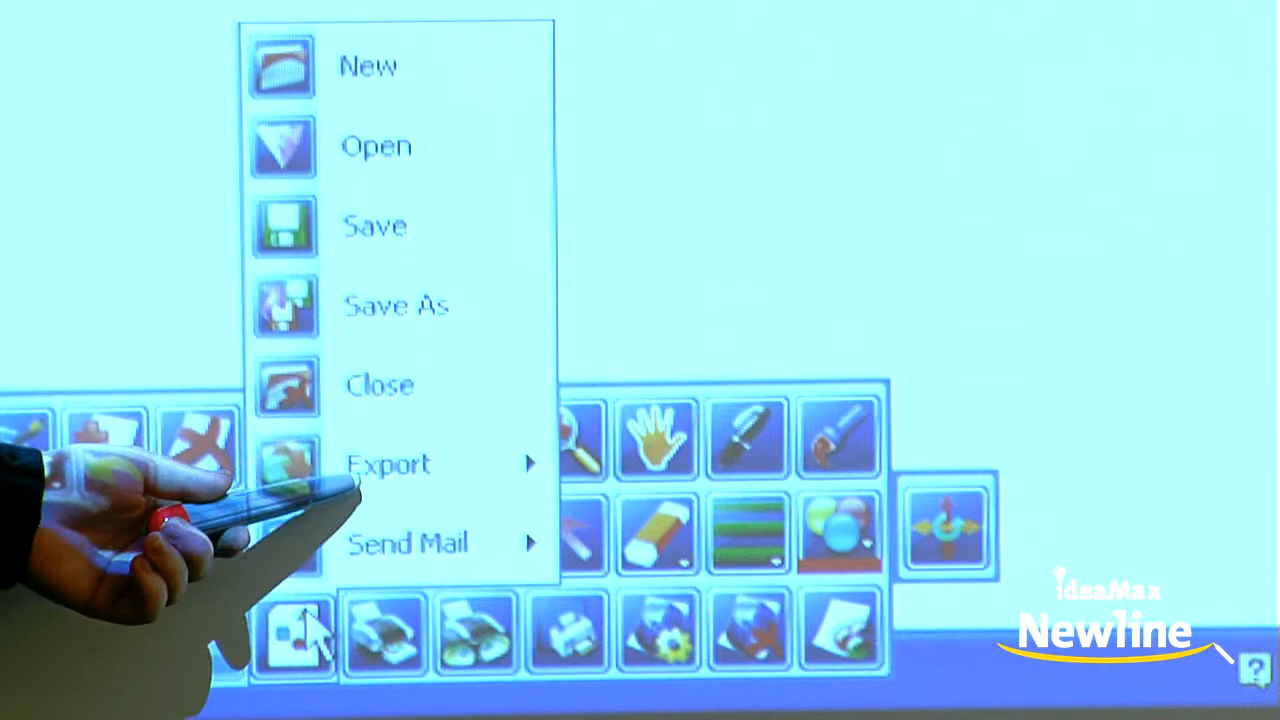 New
Open
Save
Save As
Close
Export
Send Mail
ideaMax
Newline
?